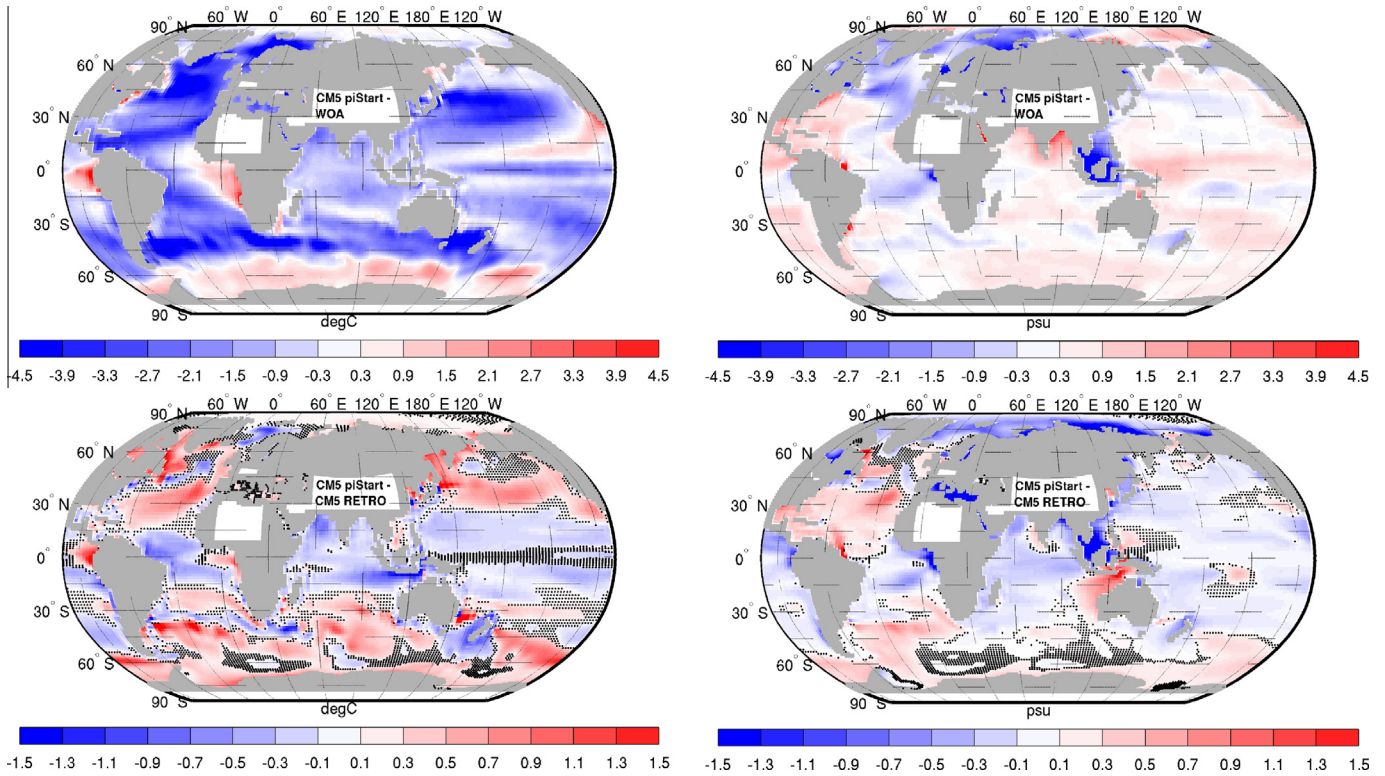 60° W 0° 60° E 120° 180° E 120° W
90° N
60° N
30° N
0°
30° S
60° S
90° S
CM5 piStart -
WOA
degC
-4.5 -3.9 -3.3 -2.7 -2.1 -1.5 -0.9 -0.3 0.3 0.9 1.5 2.1 2.7 3.3 3.9 4.5
60° W 0° 60° E 120° E 180° E 120° W
90° N
60° N
30° N
0°
30° S
60° S
90° S
CM5 piStart -
WOA
psu
-4.5 -3.9 -3.3 -2.7 -2.1 -1.5 -0.9 -0.3 0.3 0.9 1.5 2.1 2.7 3.3 3.9 4.5
60° W 0° 60° E 120° E 180° E 120° W
90° N
60° N
30° N
0°
30° S
60° S
90° S
CM5 piStart -
CM5 RETRO
degC
-1.5 -1.3 -1.1 -0.9 -0.7 -0.5 -0.3 -0.1 0.1 0.3 0.5 0.7 0.9 1.1 1.3 1.5
60° W 0° 60° E 120° E 180° E 120° W
90° N
60° N
30° N
0°
30° S
60° S
90° S
CM5 piStart -
CM5 RETRO
psu
-1.5 -1.3 -1.1 -0.9 -0.7 -0.5 -0.3 -0.1 0.1 0.3 0.5 0.7 0.9 1.1 1.3 1.5